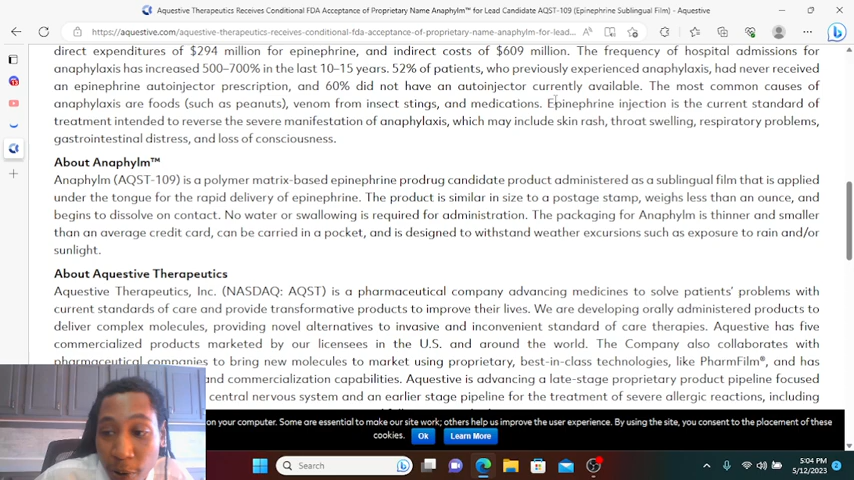 Aquestive Therapeutics Receives Conditional FDA Acceptance of Proprietary Name Anaphylm™ for Lead Candidate AQST-109 (Epinephrine Sublingual Film) - Aquestive
https://aquestive.com/aquestive-therapeutics-receives-conditional-fda-acceptance-of-proprietary-name-anaphylm-for-lead...
direct expenditures of $294 million for epinephrine, and indirect costs of $609 million. The frequency of hospital admissions for
anaphylaxis has increased 500–700% in the last 10–15 years. 52% of patients, who previously experienced anaphylaxis, had never received
an epinephrine autoinjector prescription, and 60% did not have an autoinjector currently available. The most common causes of
anaphylaxis are foods (such as peanuts), venom from insect stings, and medications. Epinephrine injection is the current standard of
treatment intended to reverse the severe manifestation of anaphylaxis, which may include skin rash, throat swelling, respiratory problems,
gastrointestinal distress, and loss of consciousness.
About Anaphylm™
Anaphylm (AQST-109) is a polymer matrix-based epinephrine prodrug candidate product administered as a sublingual film that is applied
under the tongue for the rapid delivery of epinephrine. The product is similar in size to a postage stamp, weighs less than an ounce, and
begins to dissolve on contact. No water or swallowing is required for administration. The packaging for Anaphylm is thinner and smaller
than an average credit card, can be carried in a pocket, and is designed to withstand weather excursions such as exposure to rain and/or
sunlight.
About Aquestive Therapeutics
Aquestive Therapeutics, Inc. (NASDAQ: AQST) is a pharmaceutical company advancing medicines to solve patients' problems with
current standards of care and provide transformative products to improve their lives. We are developing orally administered products to
deliver complex molecules, providing novel alternatives to invasive and inconvenient standard of care therapies. Aquestive has five
commercialized products marketed by our licensees in the U.S. and around the world. The Company also collaborates with
pharmaceutical companies to bring new molecules to market using proprietary, best-in-class technologies, like PharmFilm®, and has
and commercialization capabilities. Aquestive is advancing a late-stage proprietary product pipeline focused
central nervous system and an earlier stage pipeline for the treatment of severe allergic reactions, including
on your computer. Some are essential to make our site work; others help us improve the user experience. By using the site, you consent to the placement of these
cookies. Ok Learn More
Search
5:04 PM
5/12/2023